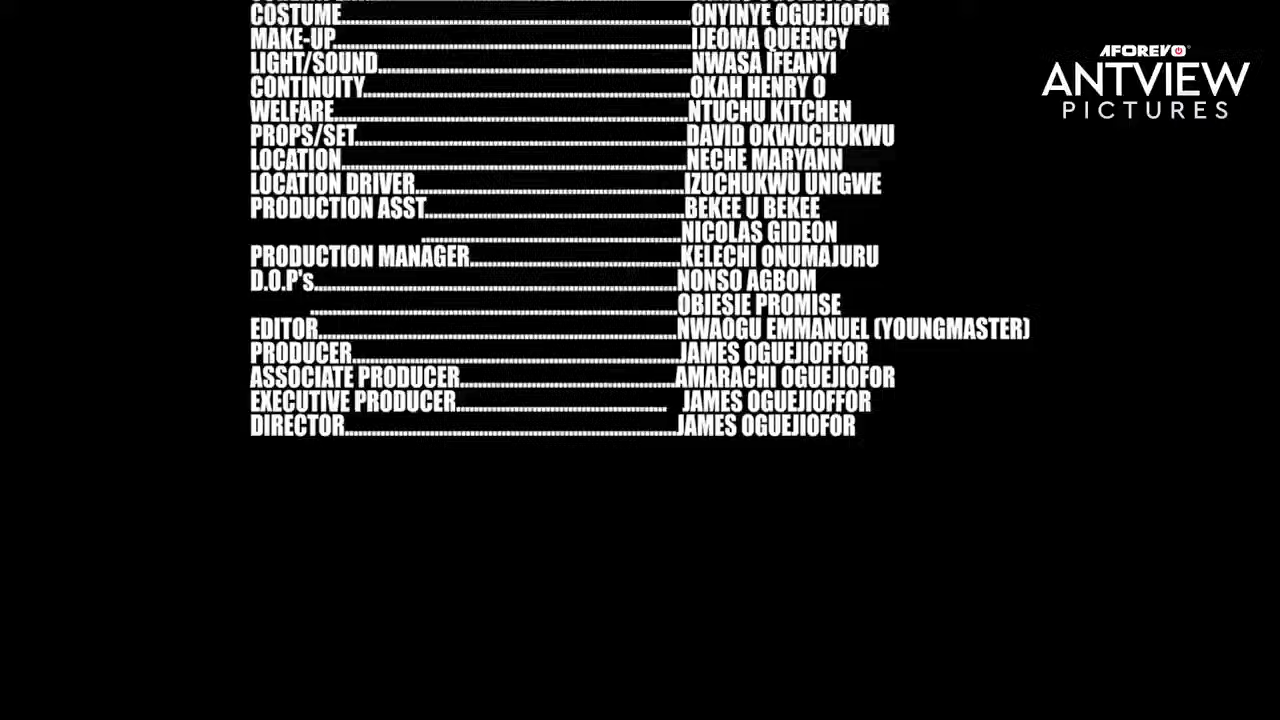 COSTUME......................................................ONYINYE OGUEJIOFOR
MAKE-UP......................................................IJEOMA QUEENCY
LIGHT/SOUND..................................................NWASA IFEANYI
CONTINUITY...................................................OKAH HENRY O
WELFARE......................................................NTUCHU KITCHEN
PROPS/SET....................................................DAVID OKWUCHUKWU
LOCATION.....................................................NECHE MARYANN
LOCATION DRIVER..............................................IZUCHUKWU UNIGWE
PRODUCTION ASST..............................................BEKEE U BEKEE
..............................................NICOLAS GIDEON
PRODUCTION MANAGER...................................KELECHI ONUMAJURU
D.O.P's......................................................NONSO AGBOM
......................................................OBIESIE PROMISE
EDITOR.......................................................NWAOGU EMMANUEL (YOUNGMASTER)
PRODUCER.....................................................JAMES OGUEJIOFFOR
ASSOCIATE PRODUCER.....................................AMARACHI OGUEJIOFOR
EXECUTIVE PRODUCER..................................... JAMES OGUEJIOFFOR
DIRECTOR.....................................................JAMES OGUEJIOFOR
AFOREVO
ANTVIEW
PICTURES